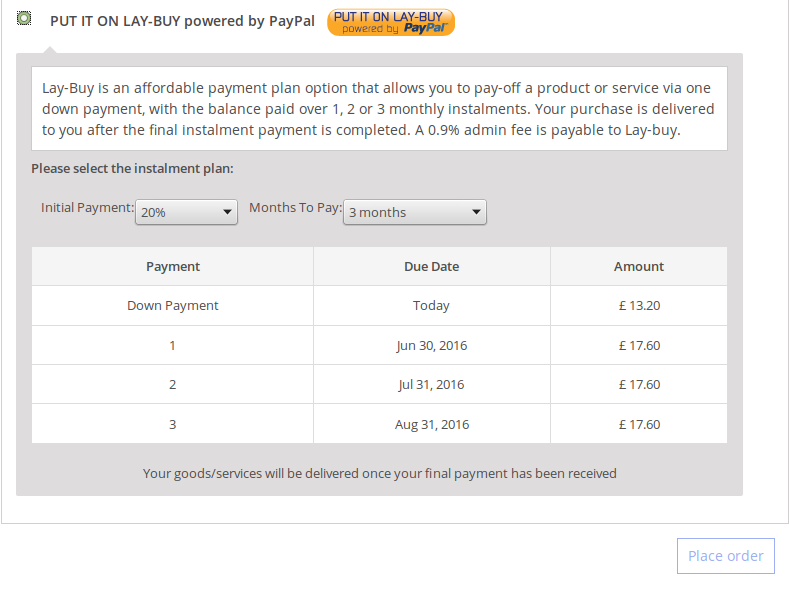 PUT IT ON LAY-BUY powered by PayPal
PUT IT ON LAY-BUY
powered by PayPal
Lay-Buy is an affordable payment plan option that allows you to pay-off a product or service via one
down payment, with the balance paid over 1, 2 or 3 monthly instalments. Your purchase is delivered
to you after the final instalment payment is completed. A 0.9% admin fee is payable to Lay-buy.
Please select the instalment plan:
Initial Payment: 20% Months To Pay: 3 months
Payment Due Date Amount
Down Payment Today £ 13.20
1 Jun 30, 2016 £ 17.60
2 Jul 31, 2016 £ 17.60
3 Aug 31, 2016 £ 17.60
Your goods/services will be delivered once your final payment has been received
Place order